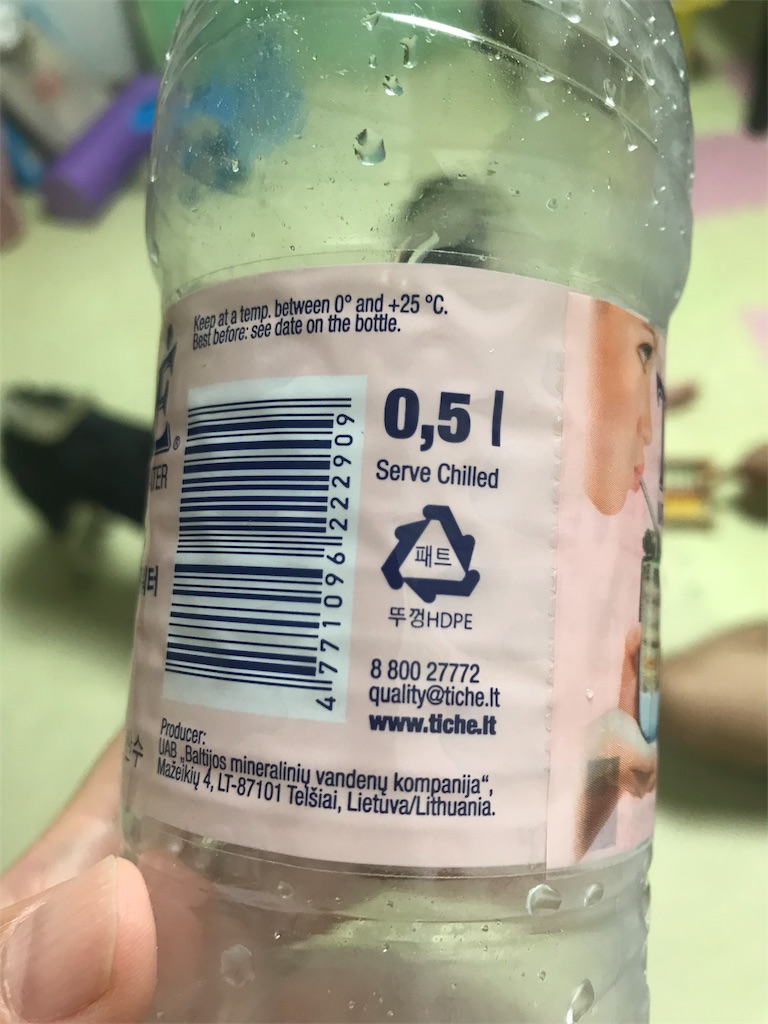 Keep at a temp. between 0° and +25 ºC.
Best before: see date on the bottle.
®
4 771096 222909
0,5 l
Serve Chilled
패트
뚜껑HDPE
8 800 27772
quality@tiche.lt
www.tiche.lt
Producer:
UAB „Baltijos mineralinių vandenų kompanija“,
Mažeikių 4, LT-87101 Telšiai, Lietuva/Lithuania.